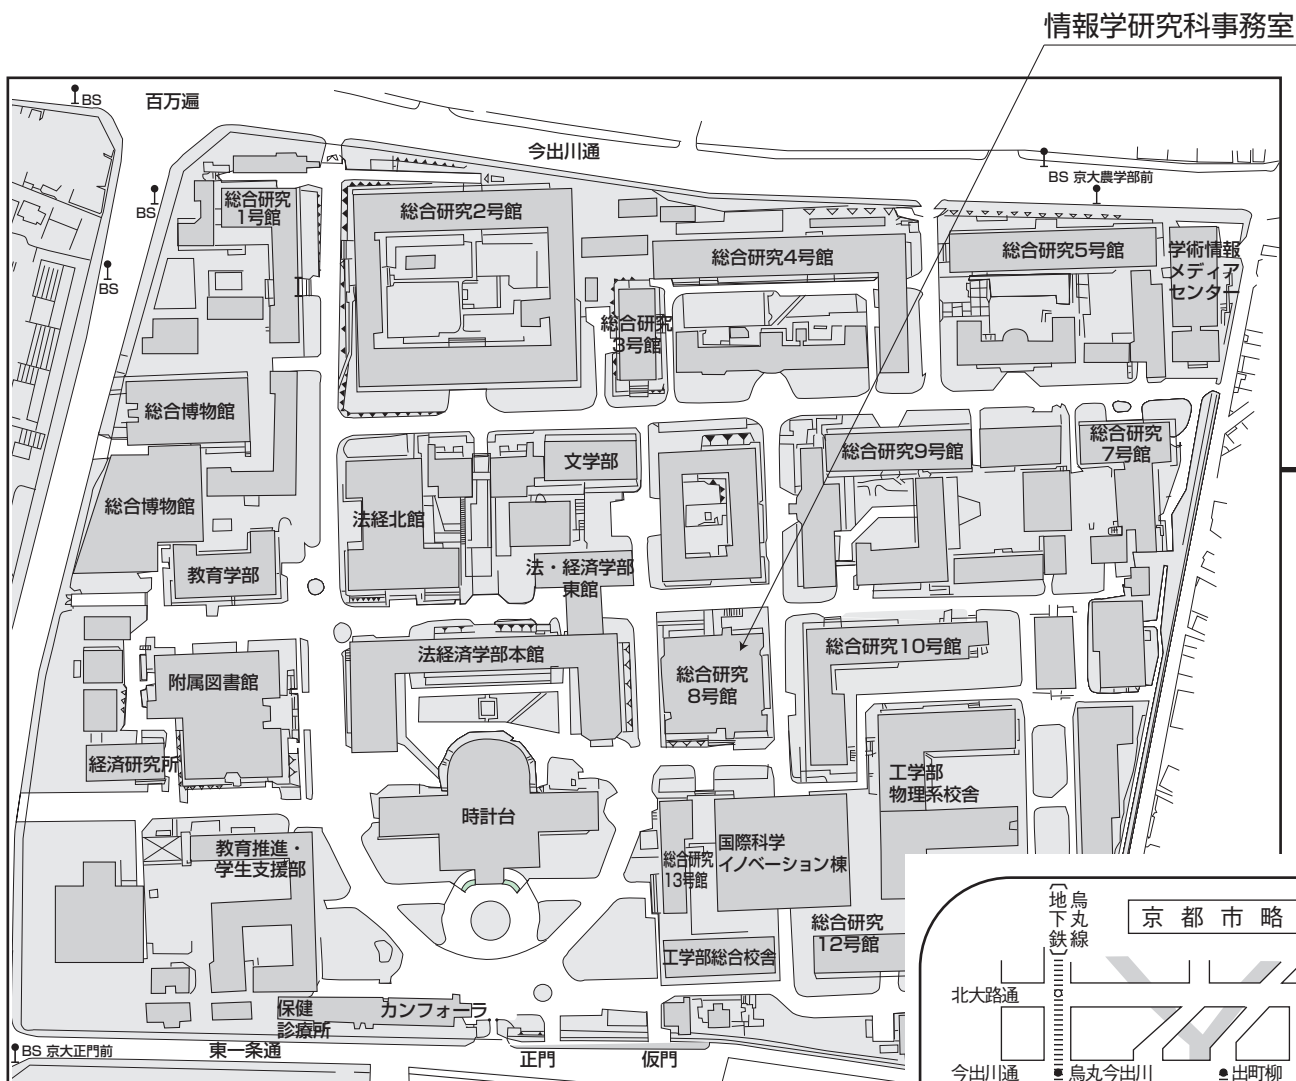 情報学研究科事務室
BS
百万遍
今出川通
BS
BS 京大農学部前
BS
総合研究
1号館
総合研究2号館
総合研究4号館
総合研究5号館
学術情報
メディア
センター
総合研究
3号館
総合博物館
総合研究9号館
総合研究
7号館
文学部
総合博物館
法経北館
教育学部
法・経済学部
東館
法経済学部本館
総合研究10号館
附属図書館
総合研究
8号館
経済研究所
工学部
物理系校舎
時計台
教育推進・
学生支援部
総合研究
13号館
国際科学
イノベーション棟
総合研究
12号館
工学部総合校舎
保健
診療所
カンフォーラ
BS 京大正門前
東一条通
正門
仮門
地下鉄
烏丸線
京都市略
北大路通
今出川通
烏丸今出川
出町柳